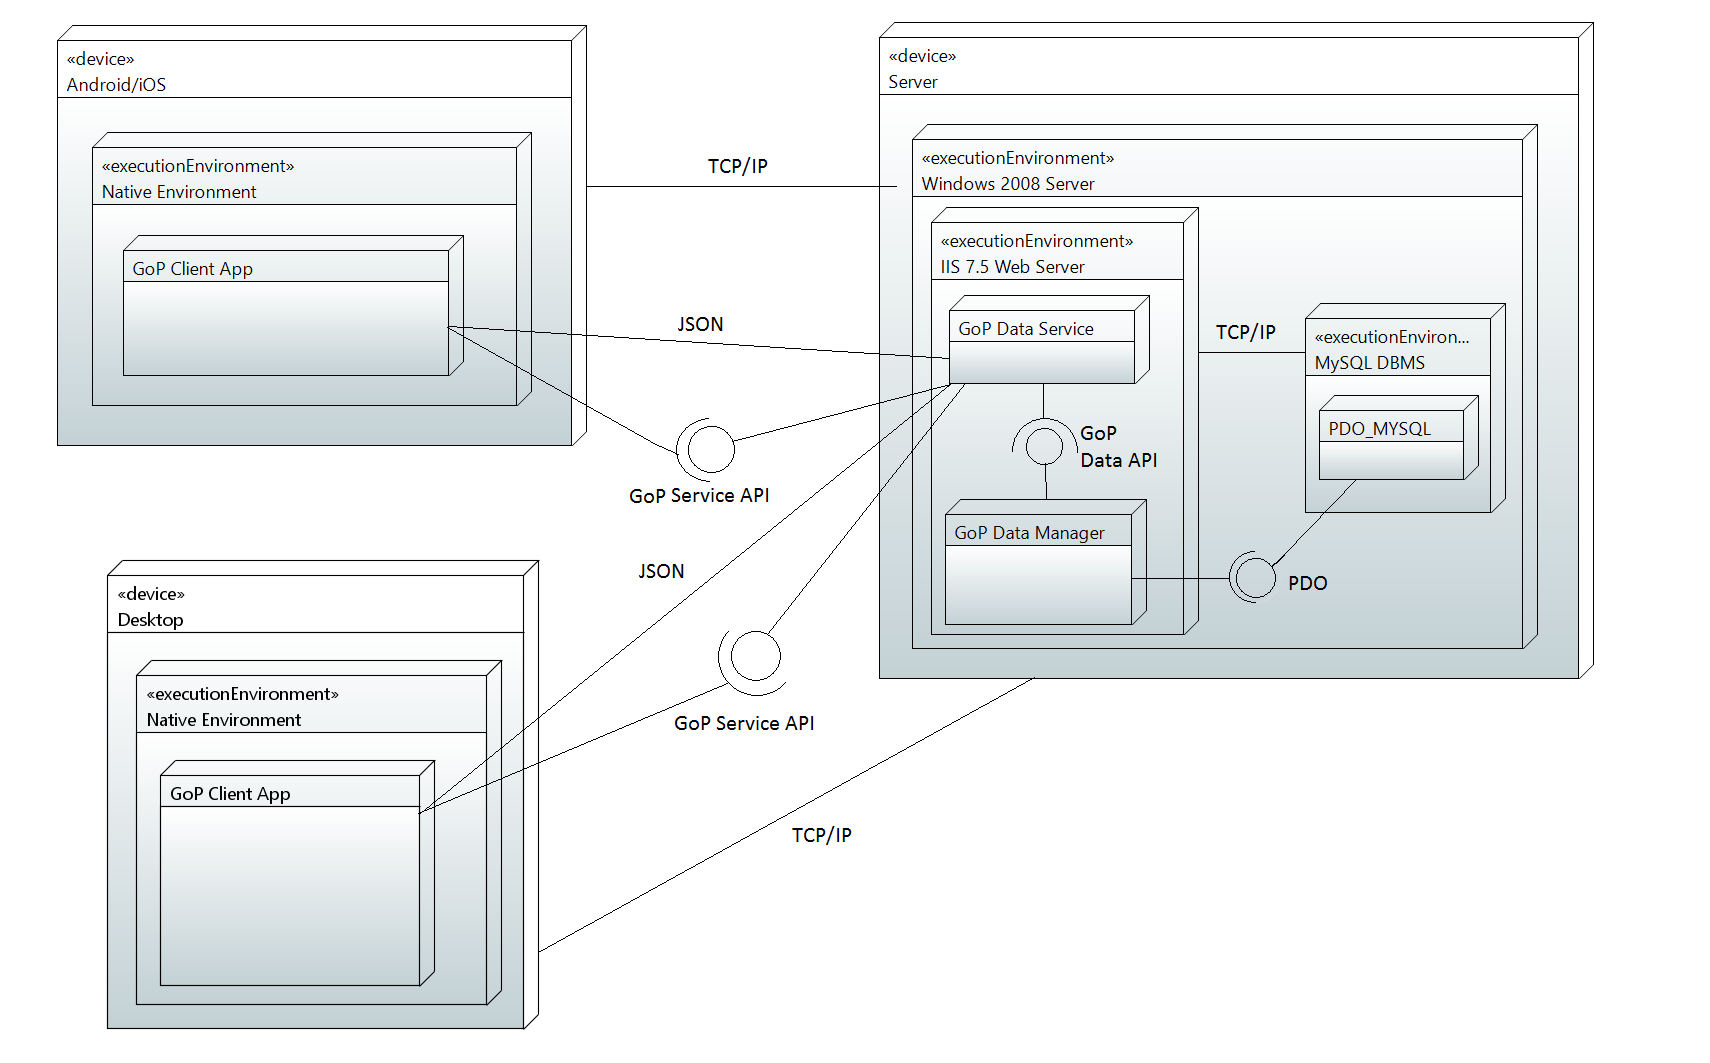 «device»
Android/iOS
«executionEnvironment»
Native Environment
GoP Client App
TCP/IP
JSON
GoP Service API
«device»
Server
«executionEnvironment»
Windows 2008 Server
«executionEnvironment»
IIS 7.5 Web Server
GoP Data Service
GoP
Data API
GoP Data Manager
TCP/IP
«executionEnviron...
MySQL DBMS
PDO_MYSQL
PDO
«device»
Desktop
«executionEnvironment»
Native Environment
GoP Client App
JSON
GoP Service API
TCP/IP